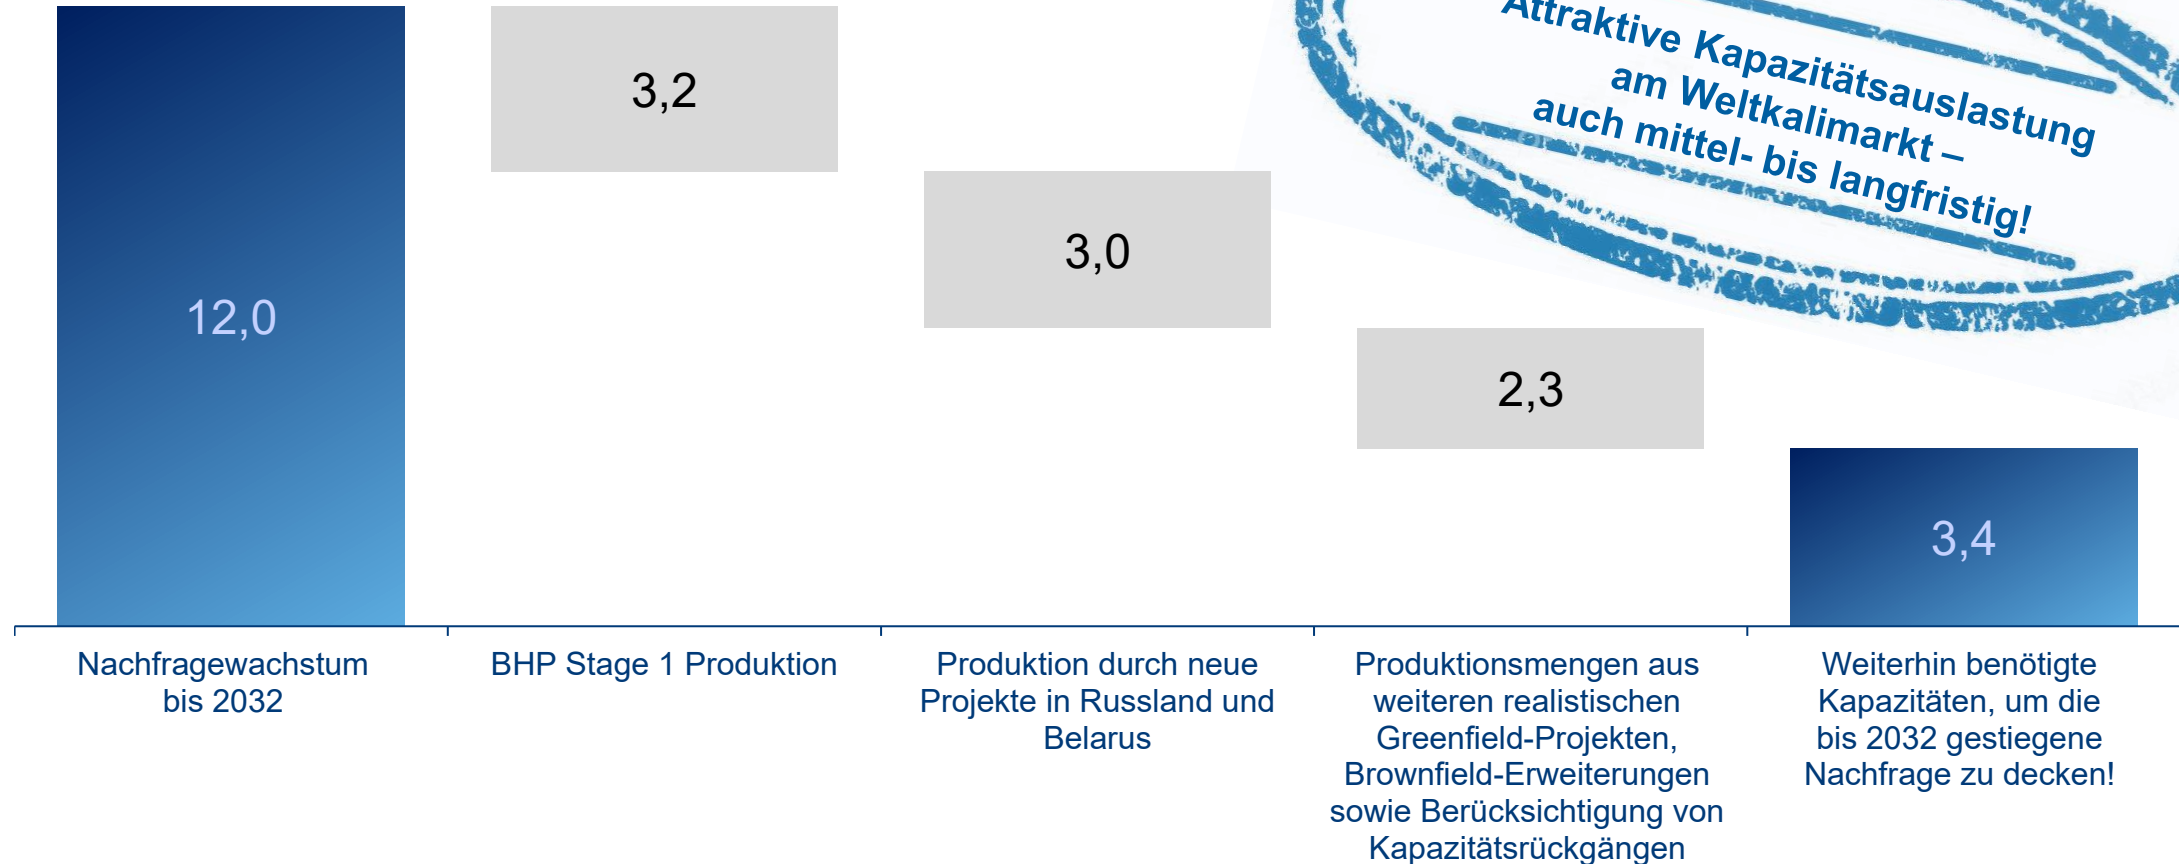 Attraktive Kapazitätsauslastung
am Weltkalimarkt –
auch mittel- bis langfristig!
12,0
3,2
3,0
2,3
3,4
Nachfragewachstum
bis 2032
BHP Stage 1 Produktion
Produktion durch neue
Projekte in Russland und
Belarus
Produktionsmengen aus
weiteren realistischen
Greenfield-Projekten,
Brownfield-Erweiterungen
sowie Berücksichtigung von
Kapazitätsrückgängen
Weiterhin benötigte
Kapazitäten, um die
bis 2032 gestiegene
Nachfrage zu decken!